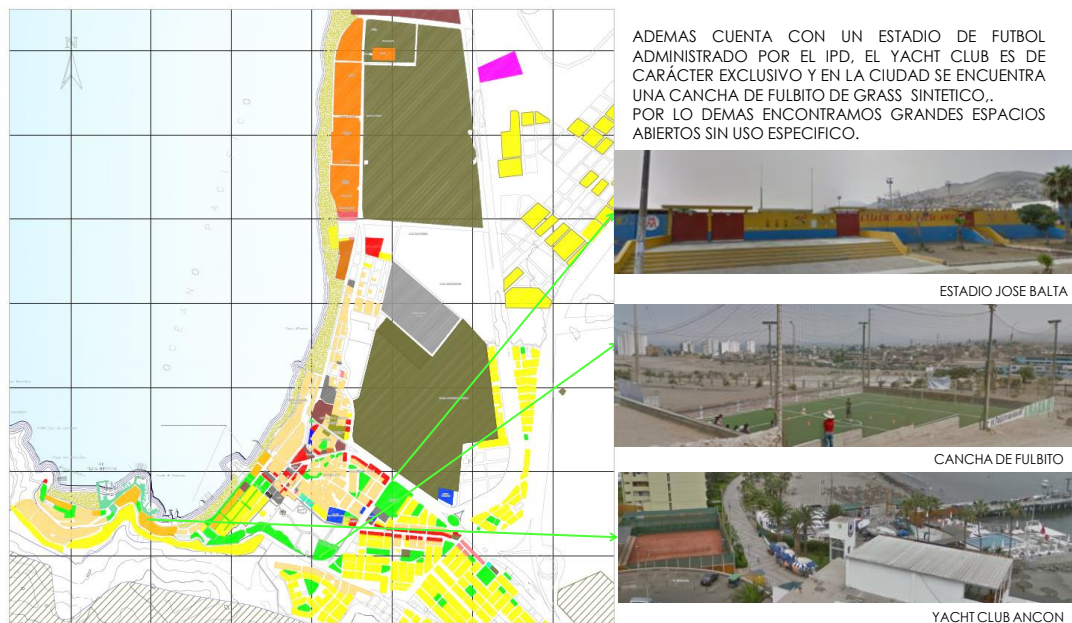 ADEMAS CUENTA CON UN ESTADIO DE FUTBOL
ADMINISTRADO POR EL IPD, EL YACHT CLUB ES DE
CARÁCTER EXCLUSIVO Y EN LA CIUDAD SE ENCUENTRA
UNA CANCHA DE FULBITO DE GRASS SINTETICO,.
POR LO DEMAS ENCONTRAMOS GRANDES ESPACIOS
ABIERTOS SIN USO ESPECIFICO.
N
OCEANO PACIFICO
ESTADIO JOSE BALTA
CANCHA DE FULBITO
YACHT CLUB ANCON